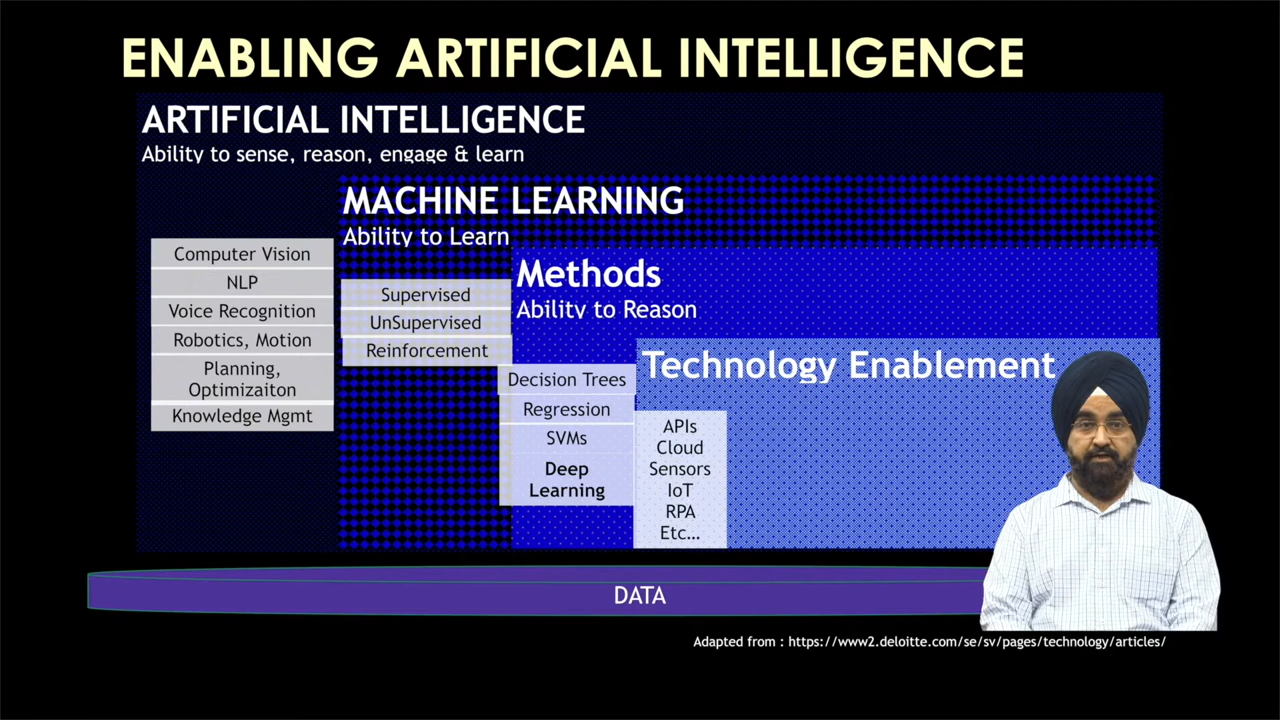 ENABLING ARTIFICIAL INTELLIGENCE
ARTIFICIAL INTELLIGENCE
Ability to sense, reason, engage & learn
MACHINE LEARNING
Ability to Learn
Computer Vision
NLP
Voice Recognition
Robotics, Motion
Planning,
Optimizaiton
Knowledge Mgmt
Supervised
UnSupervised
Reinforcement
Methods
Ability to Reason
Decision Trees
Regression
SVMs
Deep
Learning
Technology Enablement
APIs
Cloud
Sensors
IoT
RPA
Etc...
DATA
Adapted from : https://www2.deloitte.com/se/sv/pages/technology/articles/